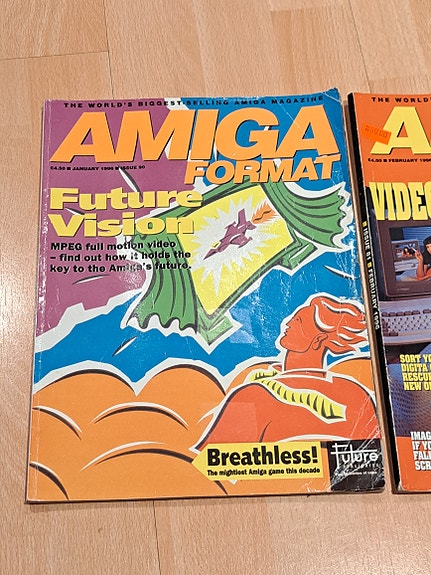 THE WORLD'S BIGGEST-SELLING AMIGA MAGAZINE
AMIGA
FORMAT
£4.50 ■ JANUARY 1996 ■ ISSUE 80
Future
Vision
MPEG full motion video
– find out how it holds the
key to the Amiga's future.
Breathless!
The mightiest Amiga game this decade
Future
PUBLISHING
THE WORLD'
A
£4.50 ■ FEBRUARY 1996
■ ISSUE 81 ■ FEBRUARY 1996
VIDEO
SORT YO
DIGITA
RESCU
NEW O
IMAG
IF YO
FALL
SCR